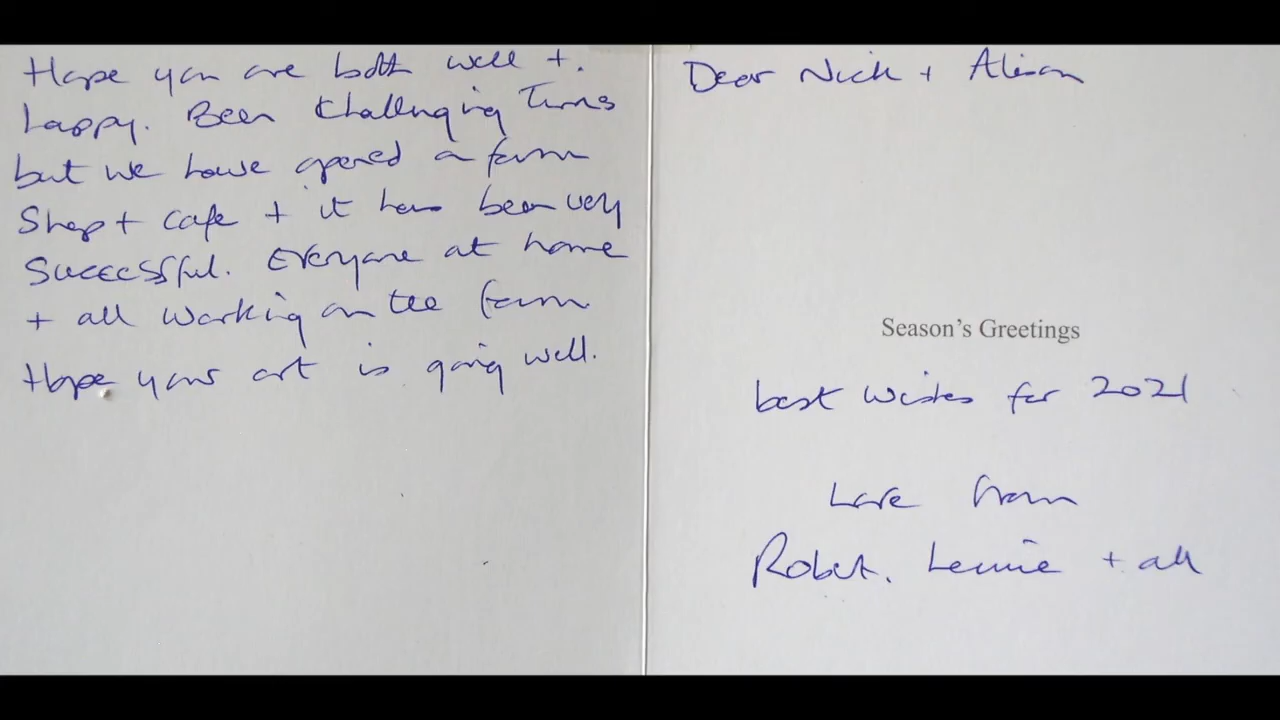 Hope you are both well +
happy. Been Challenging Times
but we have opened a farm
Shop + Cafe + it has been very
Successful. Everyone at home
+ all working on the farm
Hope your art is going well.
Dear Nick + Alison
Season's Greetings
best wishes for 2021
Love from
Robert. + all